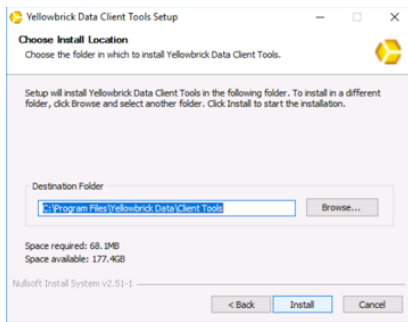 Yellowbrick Data Client Tools Setup
Choose Install Location
Choose the folder in which to install Yellowbrick Data Client Tools.
Setup will install Yellowbrick Data Client Tools in the following folder. To install in a different
folder, click Browse and select another folder. Click Install to start the installation.
Destination Folder
C:\Program Files\Yellowbrick Data\Client Tools
Browse...
Space required: 68.1MB
Space available: 177.4GB
Nullsoft Install System v2.51-1
< Back
Install
Cancel